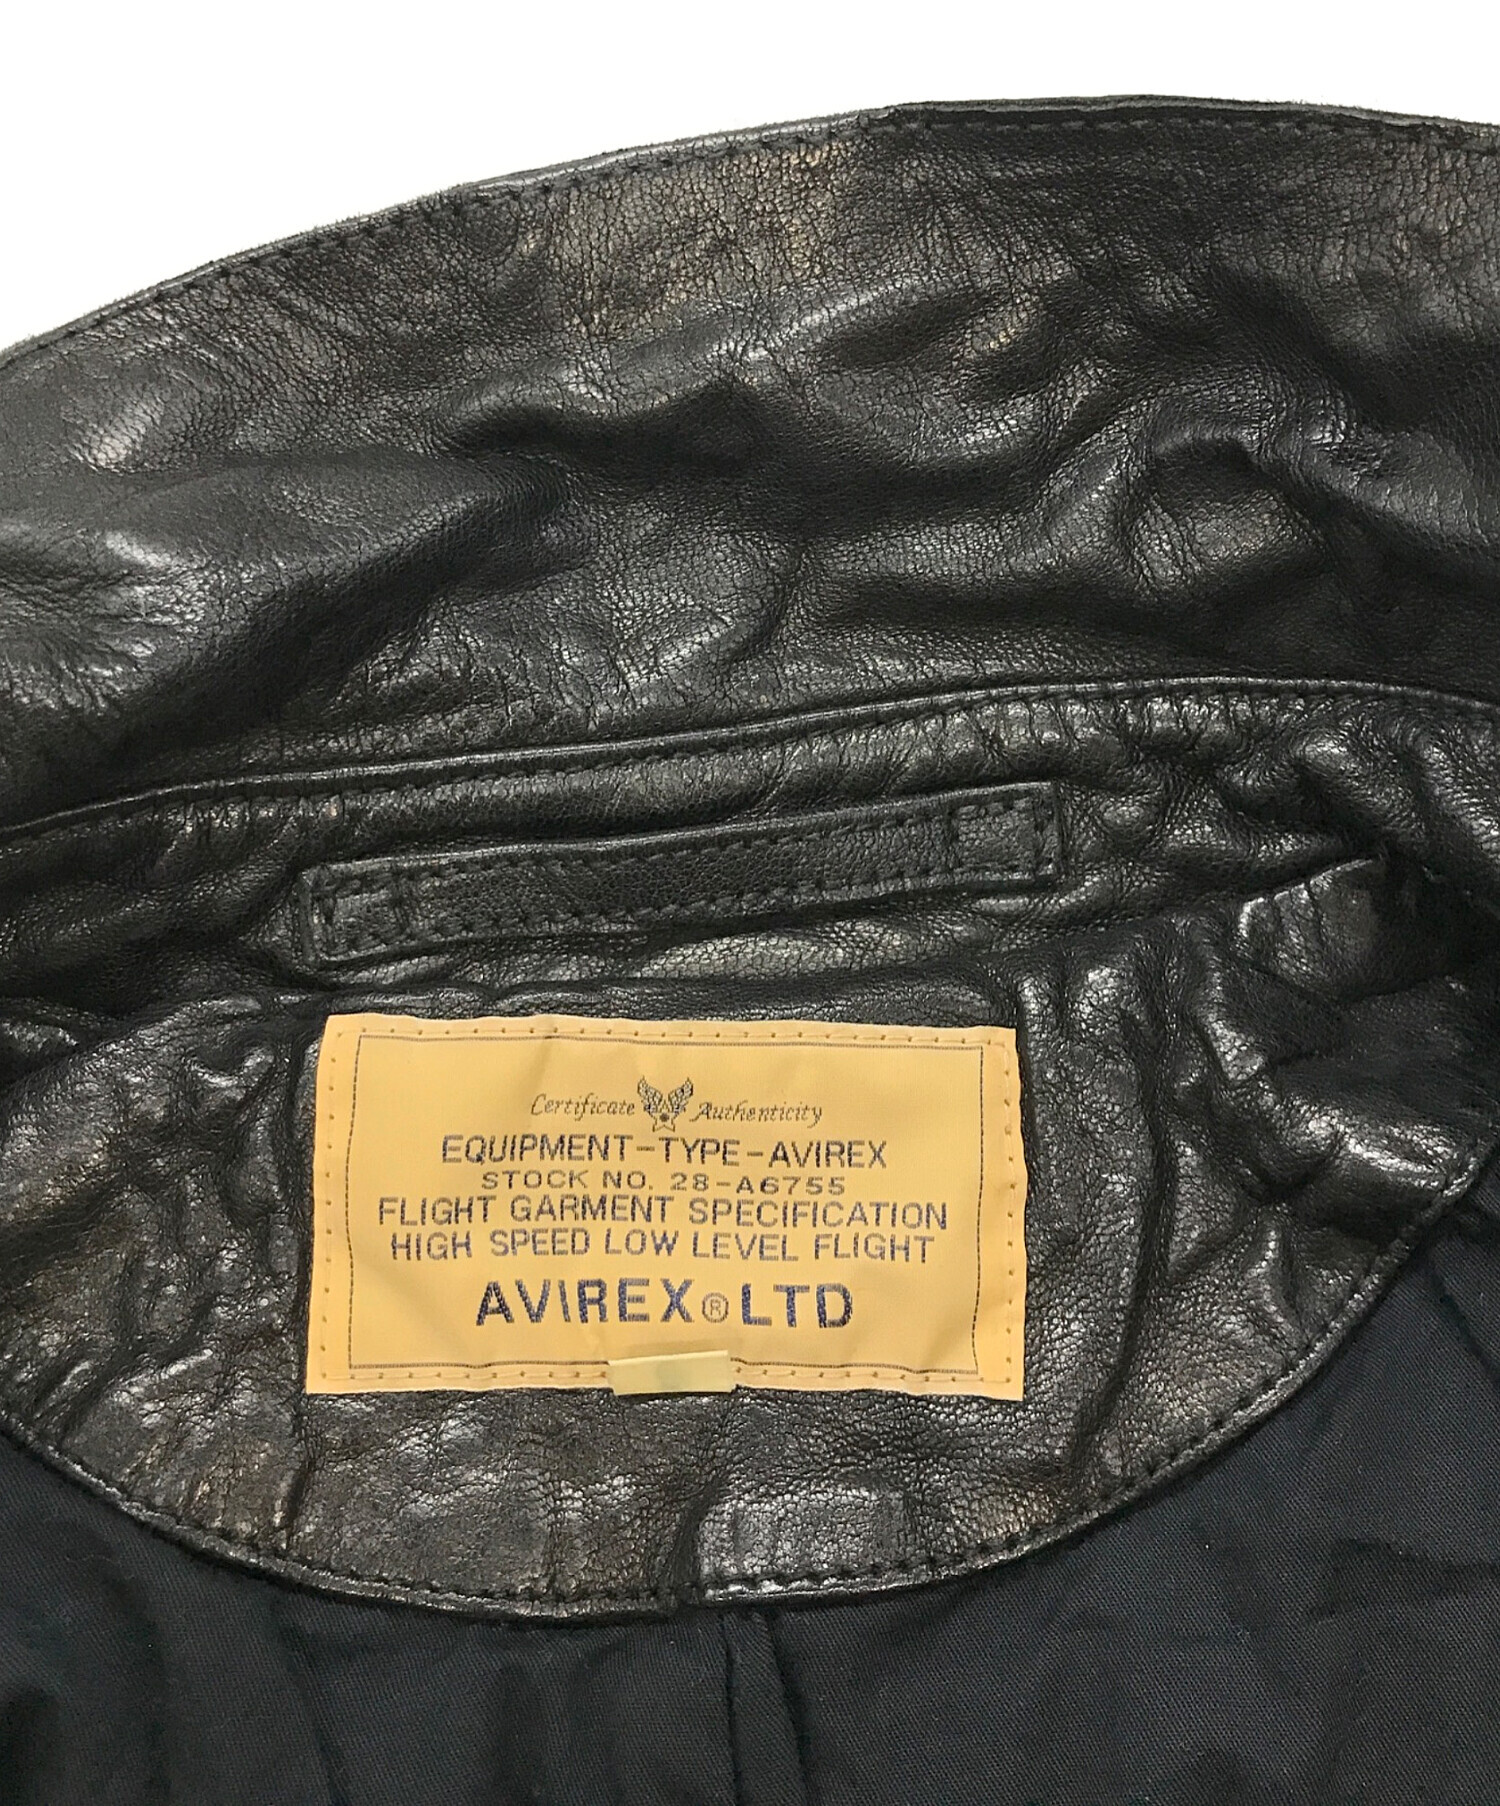 Certificate Authenticity
EQUIPMENT-TYPE-AVIREX
STOCK NO. 28-A6755
FLIGHT GARMENT SPECIFICATION
HIGH SPEED LOW LEVEL FLIGHT
AVIREX® LTD